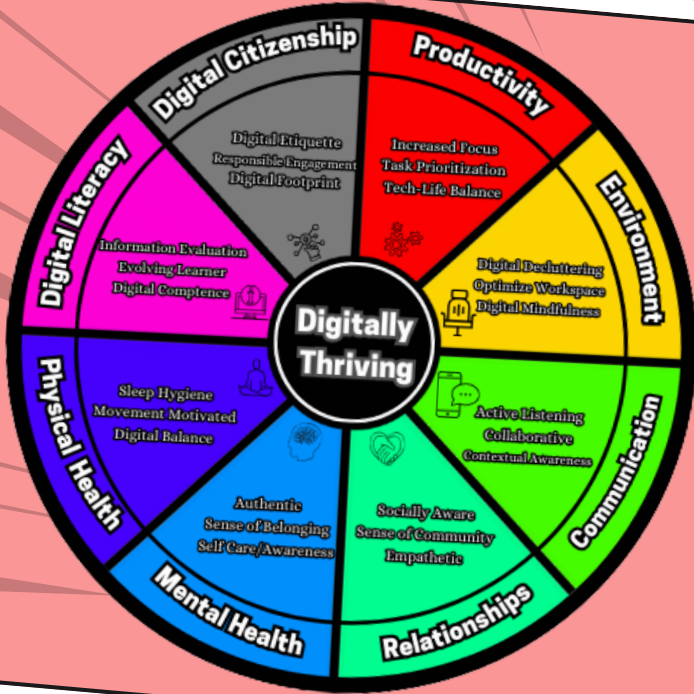 Digitally
Thriving
Productivity
Increased Focus
Task Prioritization
Tech-Life Balance
Environment
Digital Decluttering
Optimize Workspace
Digital Mindfulness
Communication
Active Listening
Collaborative
Contextual Awareness
Relationships
Socially Aware
Sense of Community
Empathetic
Mental Health
Authentic
Sense of Belonging
Self Care/Awareness
Physical Health
Sleep Hygiene
Movement Motivated
Digital Balance
Digital Literacy
Information Evaluation
Evolving Learner
Digital Comptence
Digital Citizenship
Digital Etiquette
Responsible Engagement
Digital Footprint